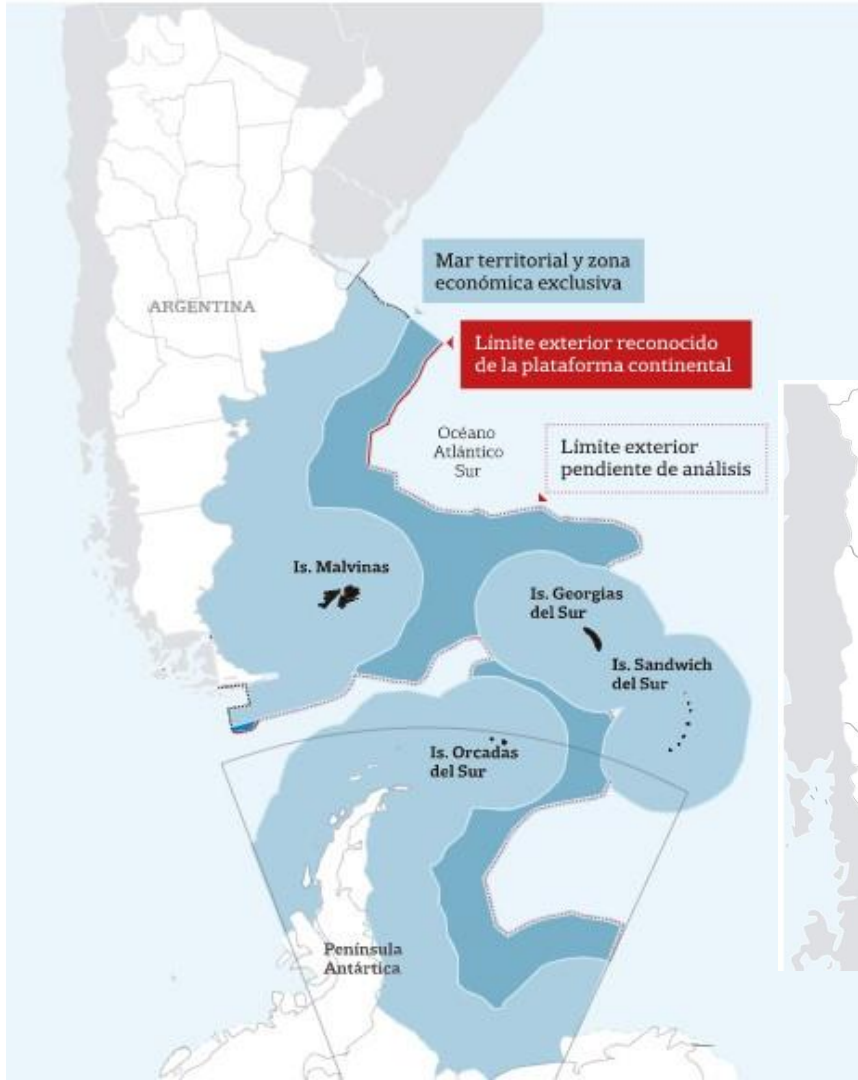 Mar territorial y zona
económica exclusiva
ARGENTINA
Límite exterior reconocido
de la plataforma continental
Océano
Atlántico
Sur
Límite exterior
pendiente de análisis
Is. Malvinas
Is. Georgias
del Sur
Is. Sandwich
del Sur
Is. Orcadas
del Sur
Península
Antártica